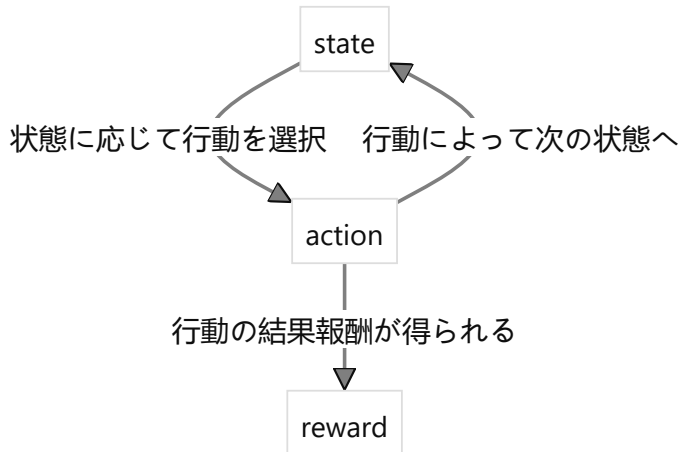 state
状態に応じて行動を選択
行動によって次の状態へ
action
行動の結果報酬が得られる
reward